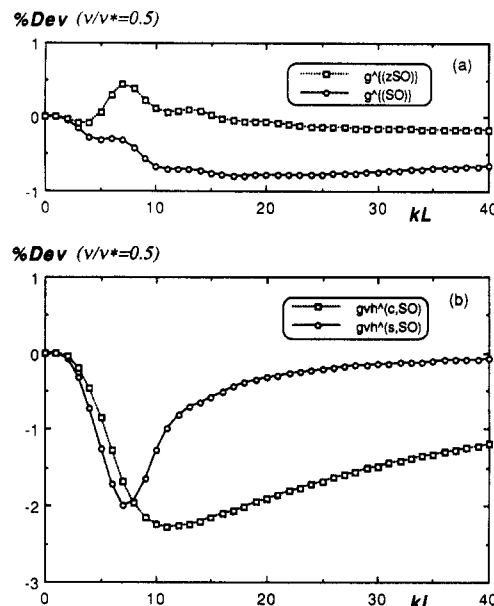 %Dev (ν/ν*=0.5)
1
0
-1
(a)
g^{(zSO)}
g^{(SO)}
0 10 20 30 40
kL
%Dev (ν/ν*=0.5)
1
0
-1
-2
-3
(b)
gvh^(c,SO)
gvh^(s,SO)
0 10 20 30 40
kL